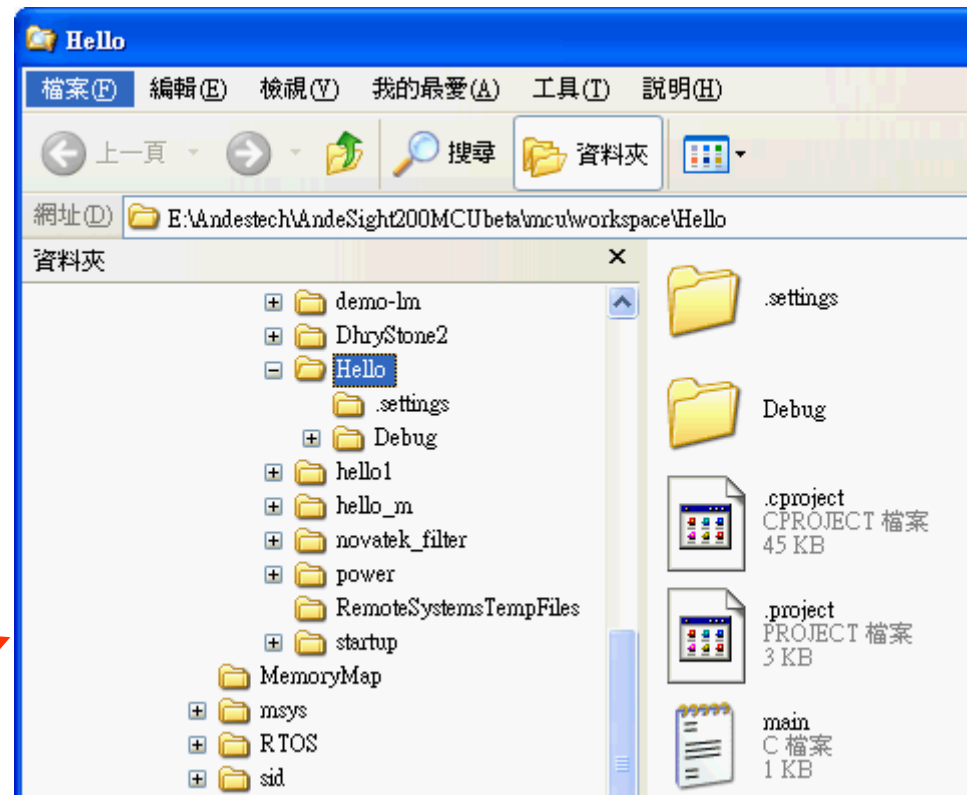 Hello
檔案(F) 編輯(E) 檢視(V) 我的最愛(A) 工具(T) 說明(H)
上一頁 搜尋 資料夾
網址(D) E:\Andestech\AndeSight200MCUbeta\mcu\workspace\Hello
資料夾
demo-lm
DhryStone2
Hello
.settings
Debug
hello1
hello_m
novatek_filter
power
RemoteSystemsTempFiles
startup
MemoryMap
msys
RTOS
sid
.settings
Debug
.cproject
CPROJECT 檔案
45 KB
.project
PROJECT 檔案
3 KB
main
C 檔案
1 KB